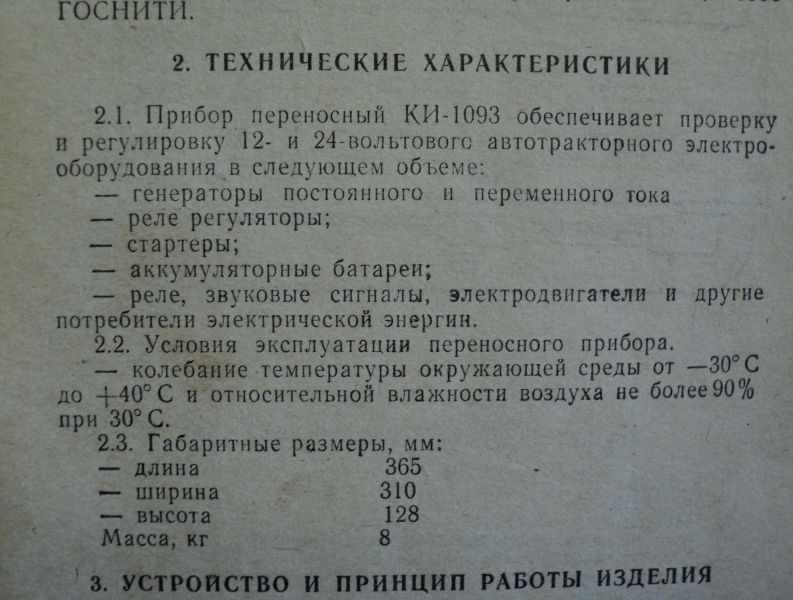 ГОСНИТИ.
2. ТЕХНИЧЕСКИЕ ХАРАКТЕРИСТИКИ
2.1. Прибор переносный КИ-1093 обеспечивает проверку
и регулировку 12- и 24-вольтового автотракторного электро-
оборудования в следующем объеме:
— генераторы постоянного и переменного тока
— реле регуляторы;
— стартеры;
— аккумуляторные батареи;
— реле, звуковые сигналы, электродвигатели и другие
потребители электрической энергин.
2.2. Условия эксплуатации переносного прибора.
— колебание температуры окружающей среды от —30° С
до +40° С и относительной влажности воздуха не более 90%
при 30° С.
2.3. Габаритные размеры, мм:
— длина 365
— ширина 310
— высота 128
Масса, кг 8
3. УСТРОЙСТВО И ПРИНЦИП РАБОТЫ ИЗДЕЛИЯ